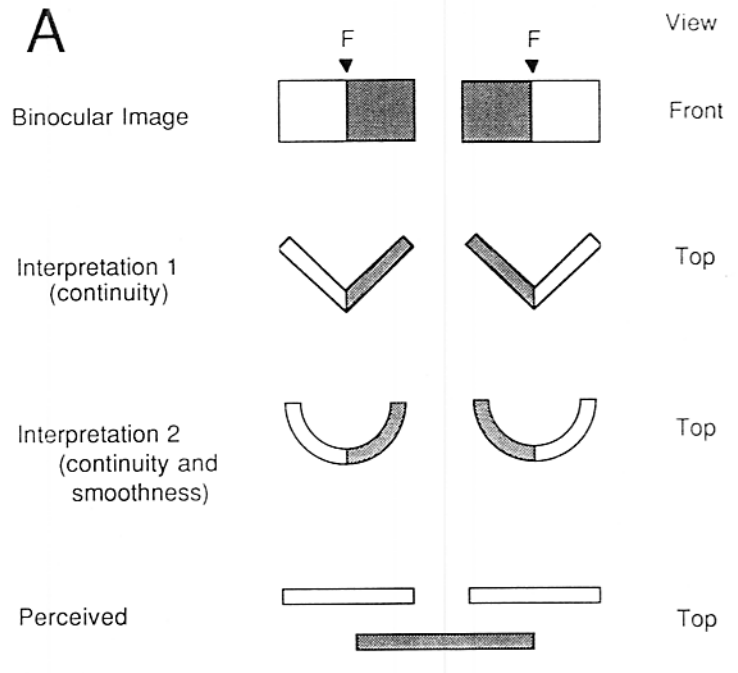 A
F F View
Binocular Image Front
Interpretation 1 Top
(continuity)
Interpretation 2 Top
(continuity and
smoothness)
Perceived Top